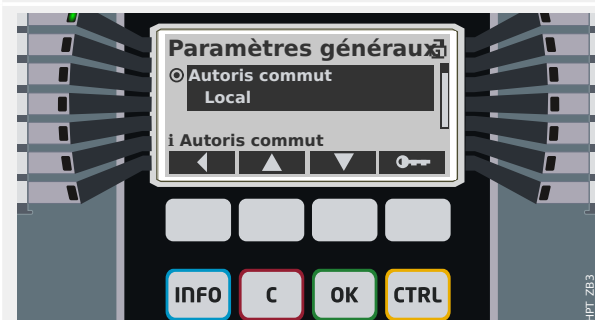 Paramètres généraux
Autoris commut
Local
i Autoris commut
INFO
C
OK
CTRL
HPT_ZB3